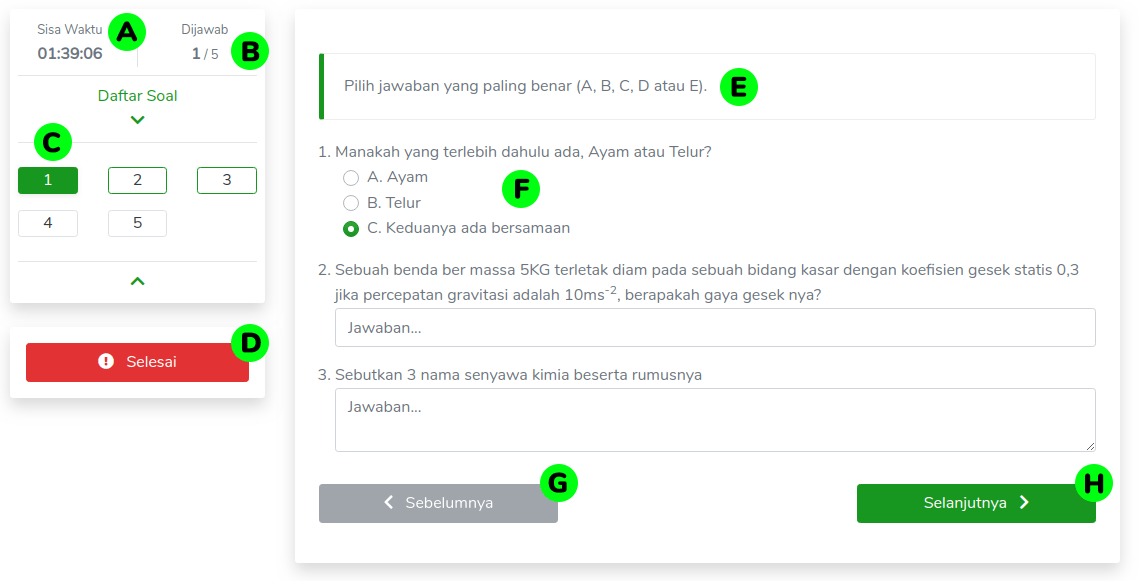 Sisa Waktu
A
Dijawab
01:39:06
1 / 5
B
Daftar Soal
C
1
2
3
4
5
D
Selesai
Pilih jawaban yang paling benar (A, B, C, D atau E).
E
1. Manakah yang terlebih dahulu ada, Ayam atau Telur?
A. Ayam
F
B. Telur
C. Keduanya ada bersamaan
2. Sebuah benda ber massa 5KG terletak diam pada sebuah bidang kasar dengan koefisien gesek statis 0,3
jika percepatan gravitasi adalah 10ms⁻², berapakah gaya gesek nya?
Jawaban...
3. Sebutkan 3 nama senyawa kimia beserta rumusnya
Jawaban...
G
Sebelumnya
H
Selanjutnya